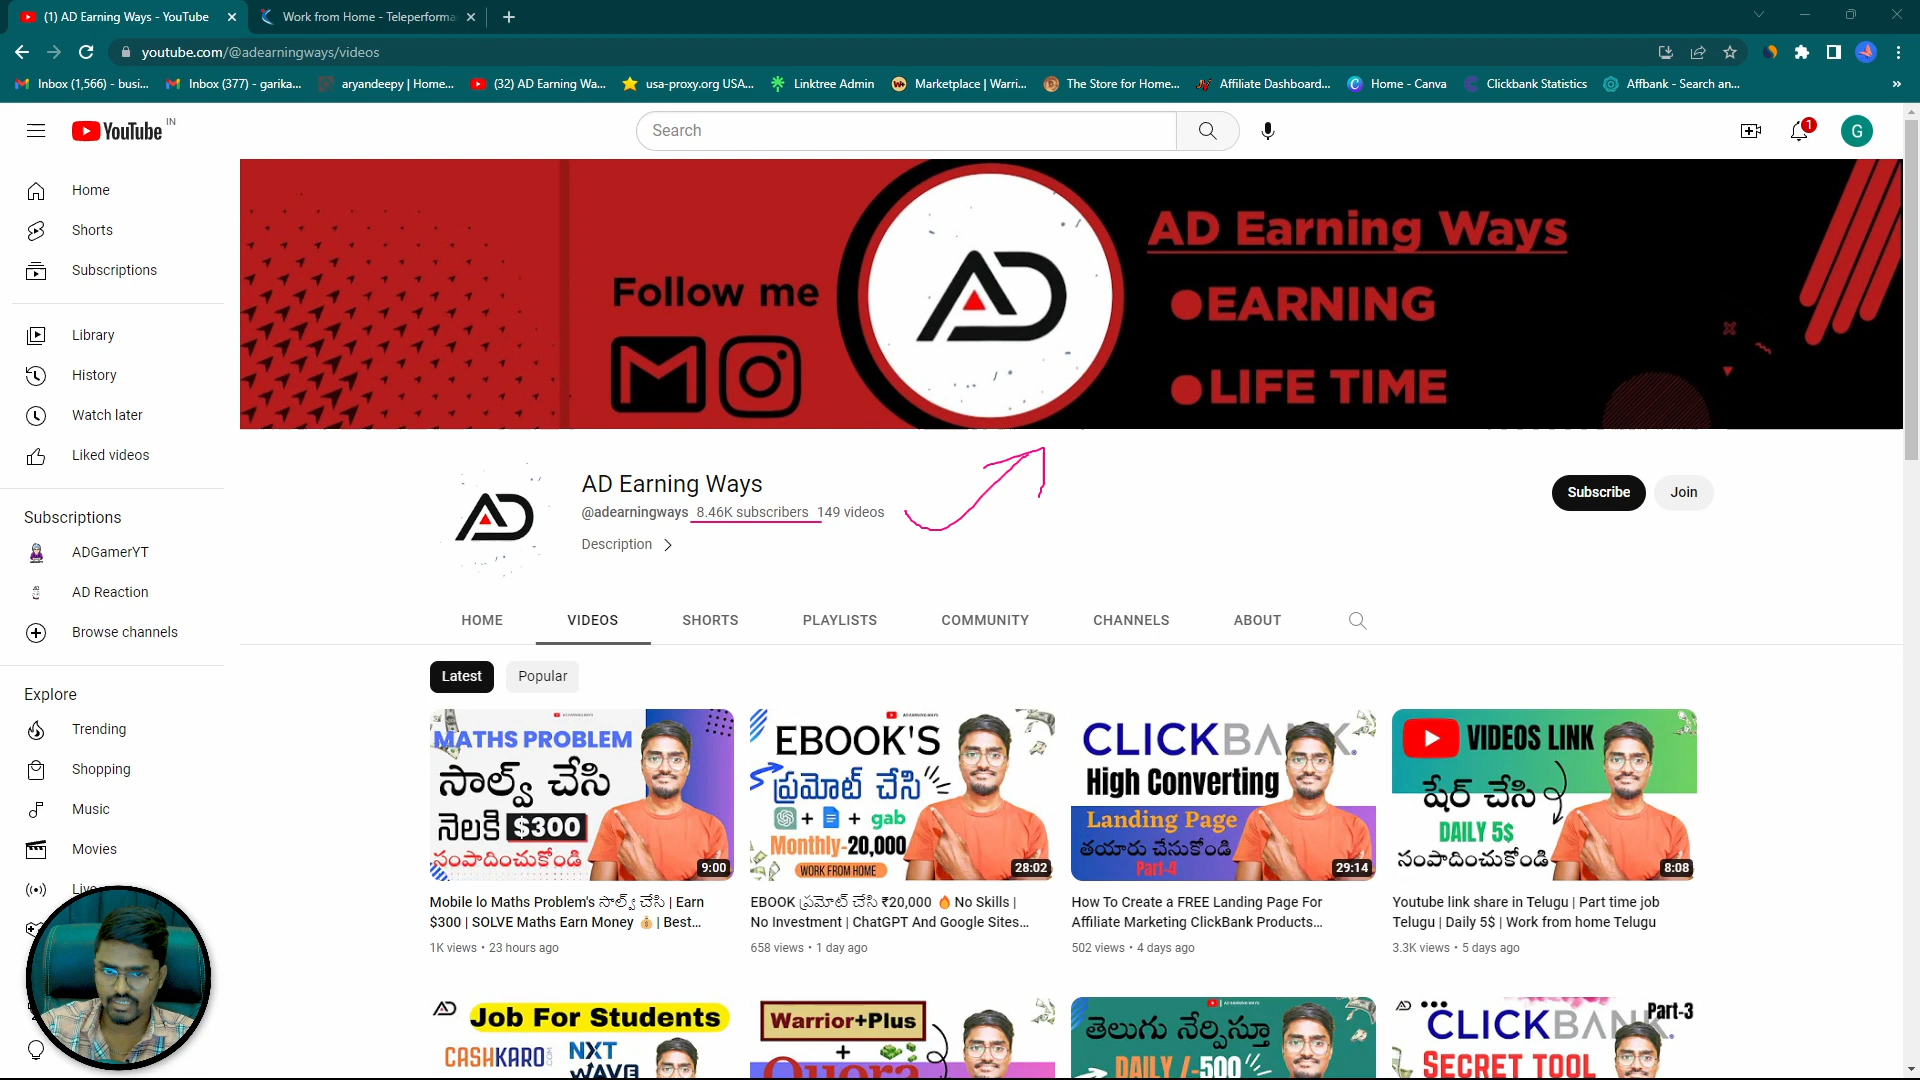 (1) AD Earning Ways - YouTube
Work from Home - Teleperforma
youtube.com/@adearningways/videos
Inbox (1,566) - busi...
Inbox (377) - garika...
aryandeepy | Home...
(32) AD Earning Wa...
usa-proxy.org USA...
Linktree Admin
Marketplace | Warri...
The Store for Home...
Affiliate Dashboard...
Home - Canva
Clickbank Statistics
Affbank - Search an...
YouTube IN
Search
1
G
Home
Shorts
Subscriptions
Library
History
Watch later
Liked videos
Subscriptions
ADGamerYT
AD Reaction
Browse channels
Explore
Trending
Shopping
Music
Movies
Live
Follow me
AD
AD Earning Ways
EARNING
LIFE TIME
AD
AD Earning Ways
@adearningways 8.46K subscribers 149 videos
Description
Subscribe
Join
HOME
VIDEOS
SHORTS
PLAYLISTS
COMMUNITY
CHANNELS
ABOUT
Latest
Popular
MATHS PROBLEM
సాల్వ్ చేసి
నెలకి $300
సంపాదించుకోండి
9:00
EBOOK'S
ప్రమోట్ చేసి
+ + gab
Monthly-20,000
WORK FROM HOME
28:02
CLICKBANK
High Converting
Landing Page
తయారు చేసుకోండి
Part-4
29:14
VIDEOS LINK
షేర్ చేసి
DAILY 5$
సంపాదించుకోండి
8:08
Mobile lo Maths Problem's సాల్వ్ చేసి | Earn
$300 | SOLVE Maths Earn Money 💰 | Best...
1K views • 23 hours ago
EBOOK ప్రమోట్ చేసి ₹20,000 🔥 No Skills |
No Investment | ChatGPT And Google Sites...
658 views • 1 day ago
How To Create a FREE Landing Page For
Affiliate Marketing ClickBank Products...
502 views • 4 days ago
Youtube link share in Telugu | Part time job
Telugu | Daily 5$ | Work from home Telugu
3.3K views • 5 days ago
Job For Students
CASHKARO.COM
NXT
WAVE
Warrior+Plus
+
Quora
తెలుగు నేర్పిస్తూ
DAILY /-500
Part-3
CLICKBANK
SECRET TOOL